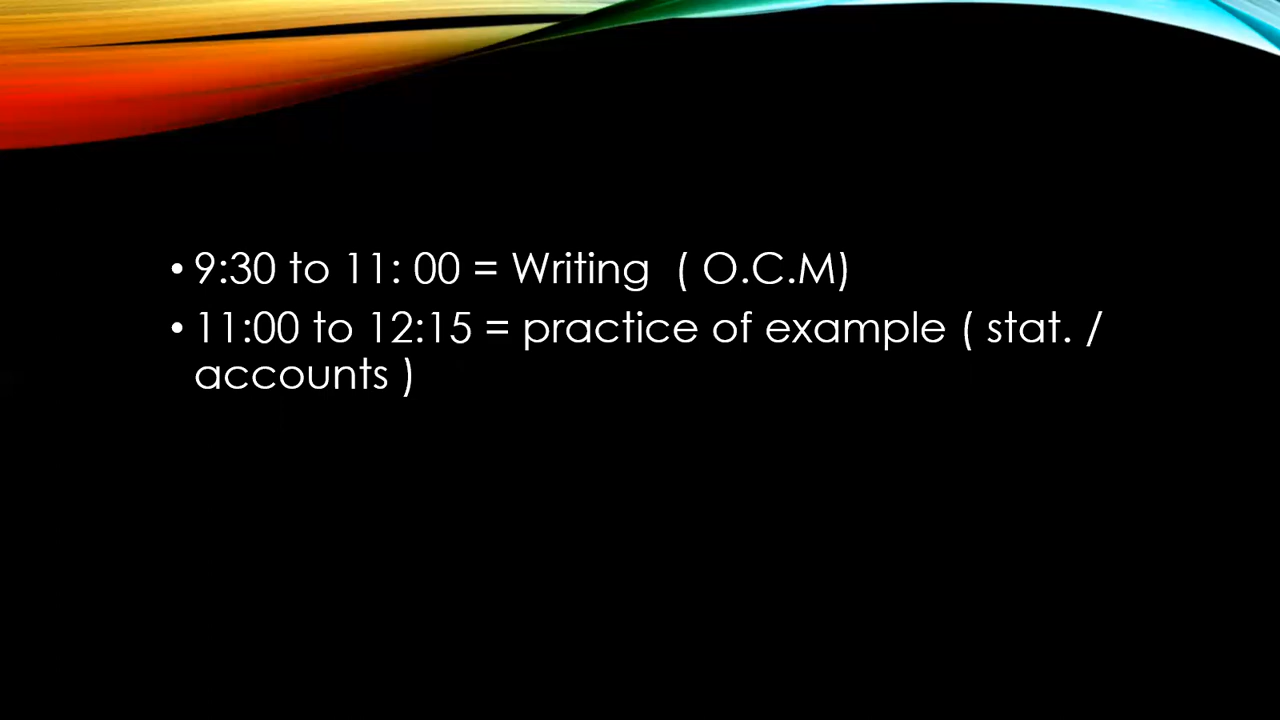 • 9:30 to 11: 00 = Writing  ( O.C.M)
• 11:00 to 12:15 = practice of example ( stat. /
accounts )